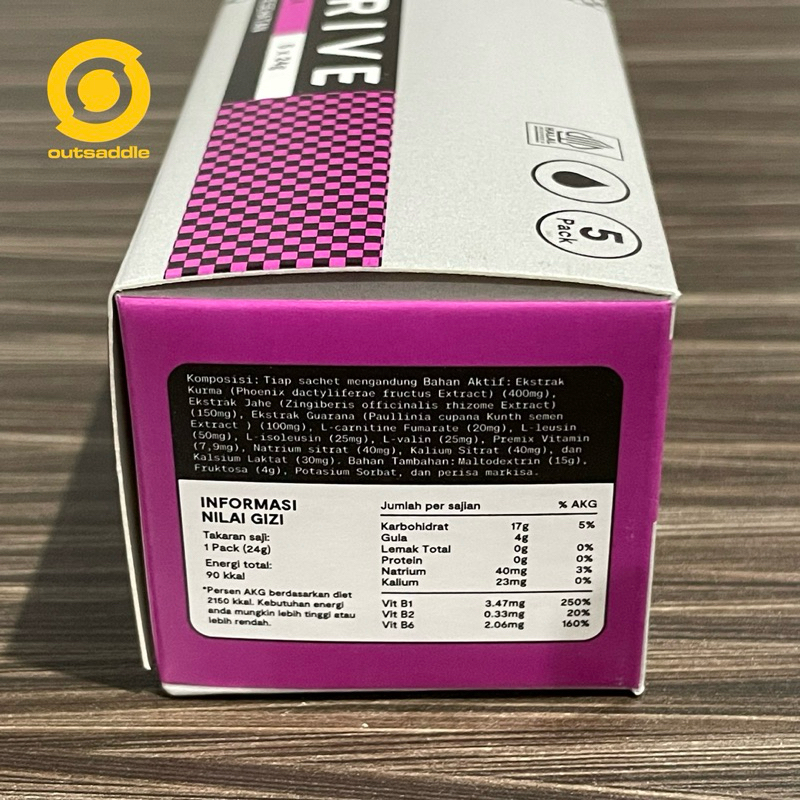 outsaddle
RIVE
6 x 24g
HALAL
5
Pack
Komposisi: Tiap sachet mengandung Bahan Aktif: Ekstrak
Kurma (Phoenix dactyliferae fructus Extract) (400mg),
Ekstrak Jahe (Zingiberis officinalis rhizome Extract)
(150mg), Ekstrak Guarana (Paullinia cupana Kunth semen
Extract ) (100mg), L-carnitine Fumarate (20mg), L-leusin
(50mg), L-isoleusin (25mg), L-valin (25mg), Premix Vitamin
(7,9mg), Natrium sitrat (40mg), Kalium Sitrat (40mg), dan
Kalsium Laktat (30mg). Bahan Tambahan: Maltodextrin (15g),
Fruktosa (4g), Potasium Sorbat, dan perisa markisa.
INFORMASI
NILAI GIZI
Takaran saji:
1 Pack (24g)
Energi total:
90 kkal
*Persen AKG berdasarkan diet
2150 kkal. Kebutuhan energi
anda mungkin lebih tinggi atau
lebih rendah.
Jumlah per sajian % AKG
Karbohidrat 17g 5%
Gula 4g
Lemak Total 0g 0%
Protein 0g 0%
Natrium 40mg 3%
Kalium 23mg 0%
Vit B1 3.47mg 250%
Vit B2 0.33mg 20%
Vit B6 2.06mg 160%